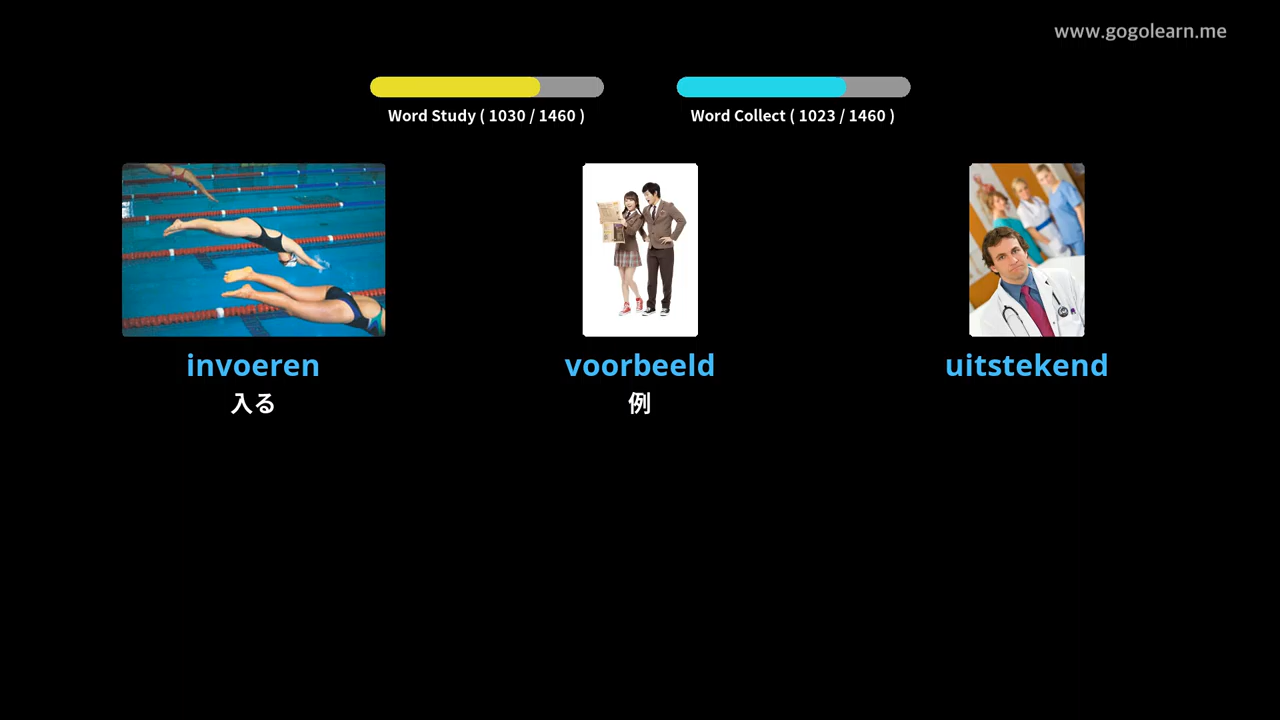 www.gogolearn.me
Word Study ( 1030 / 1460 )
Word Collect ( 1023 / 1460 )
invoeren
入る
voorbeeld
例
uitstekend